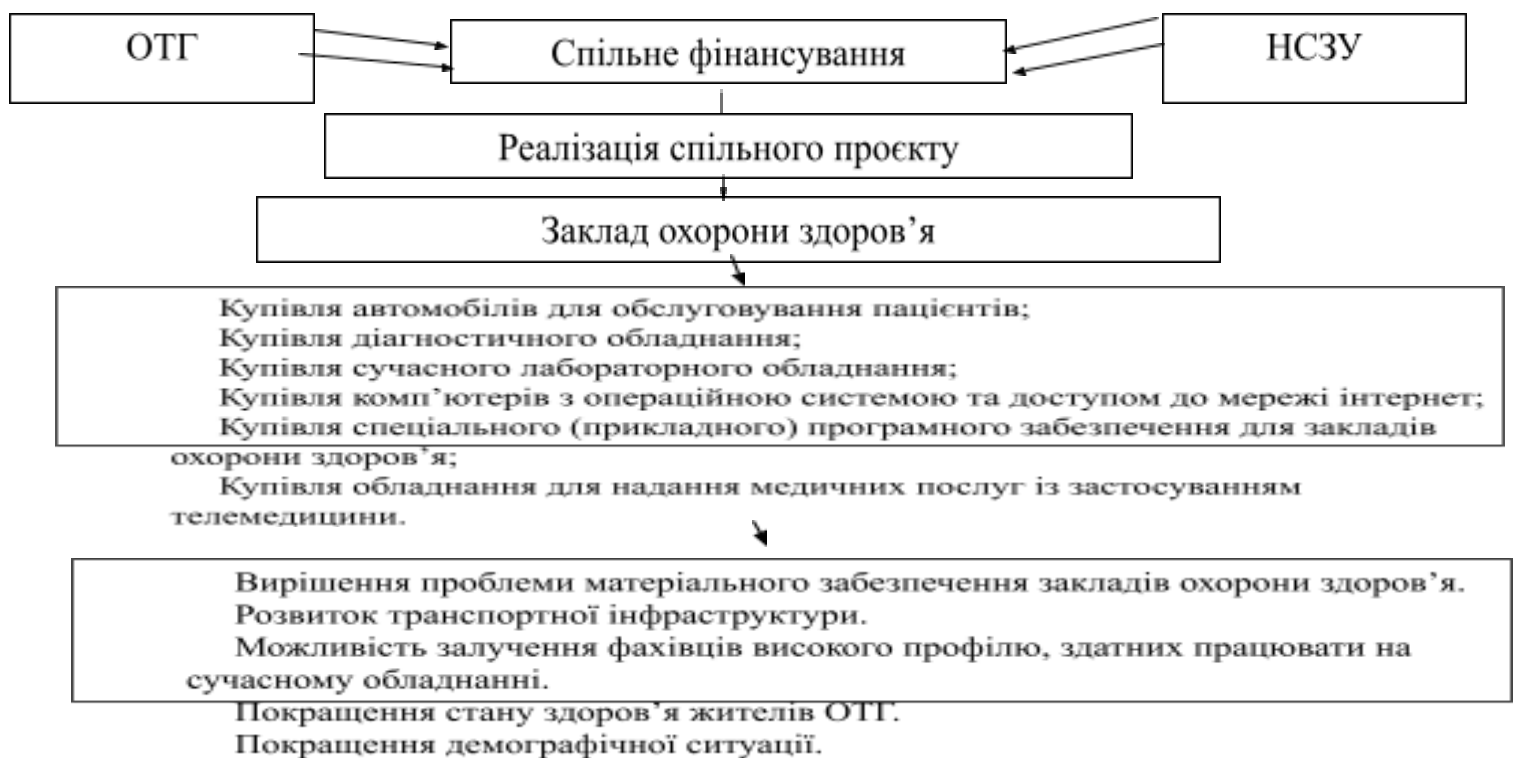 ОТГ
Спільне фінансування
НСЗУ
Реалізація спільного проєкту
Заклад охорони здоров’я
Купівля автомобілів для обслуговування пацієнтів;
Купівля діагностичного обладнання;
Купівля сучасного лабораторного обладнання;
Купівля комп’ютерів з операційною системою та доступом до мережі інтернет;
Купівля спеціального (прикладного) програмного забезпечення для закладів
охорони здоров’я;
Купівля обладнання для надання медичних послуг із застосуванням
телемедицини.
Вирішення проблеми матеріального забезпечення закладів охорони здоров’я.
Розвиток транспортної інфраструктури.
Можливість залучення фахівців високого профілю, здатних працювати на
сучасному обладнанні.
Покращення стану здоров’я жителів ОТГ.
Покращення демографічної ситуації.